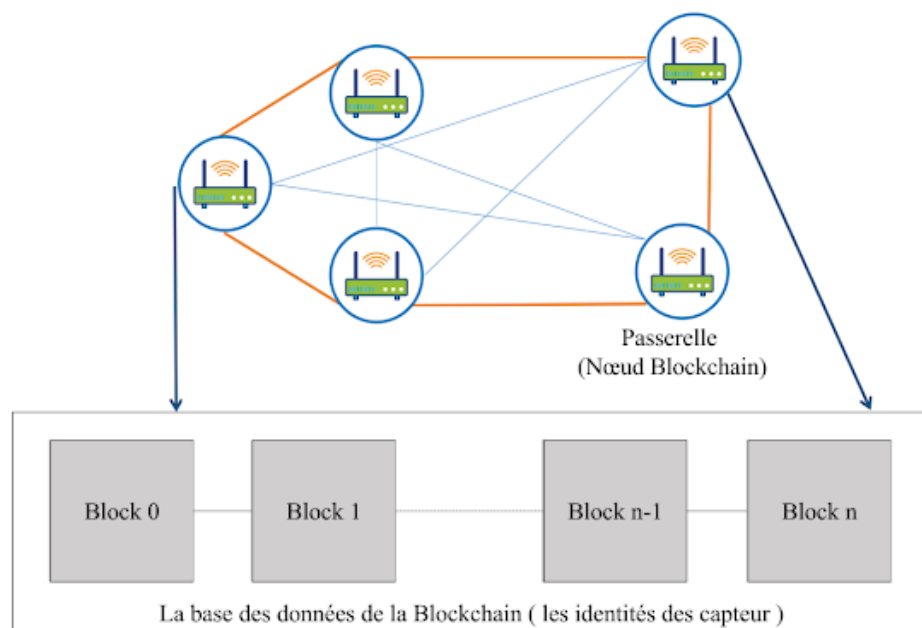 Passerelle
(Nœud Blockchain)
Block 0
Block 1
Block n-1
Block n
La base des données de la Blockchain ( les identités des capteur )